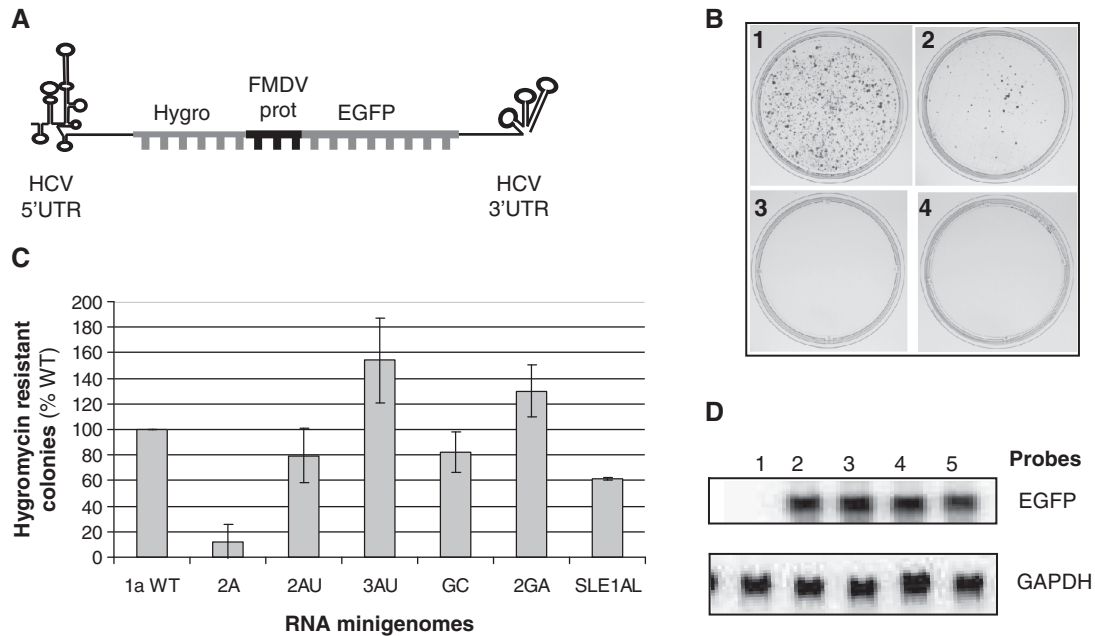 A
FMDV
prot
Hygro
EGFP
HCV
5'UTR
HCV
3'UTR
B
1
2
3
4
C
Hygromycin resistant
colonies (% WT)
200
180
160
140
120
100
80
60
40
20
0
1a WT
2A
2AU
3AU
GC
2GA
SLE1AL
RNA minigenomes
D
1
2
3
4
5
Probes
EGFP
GAPDH